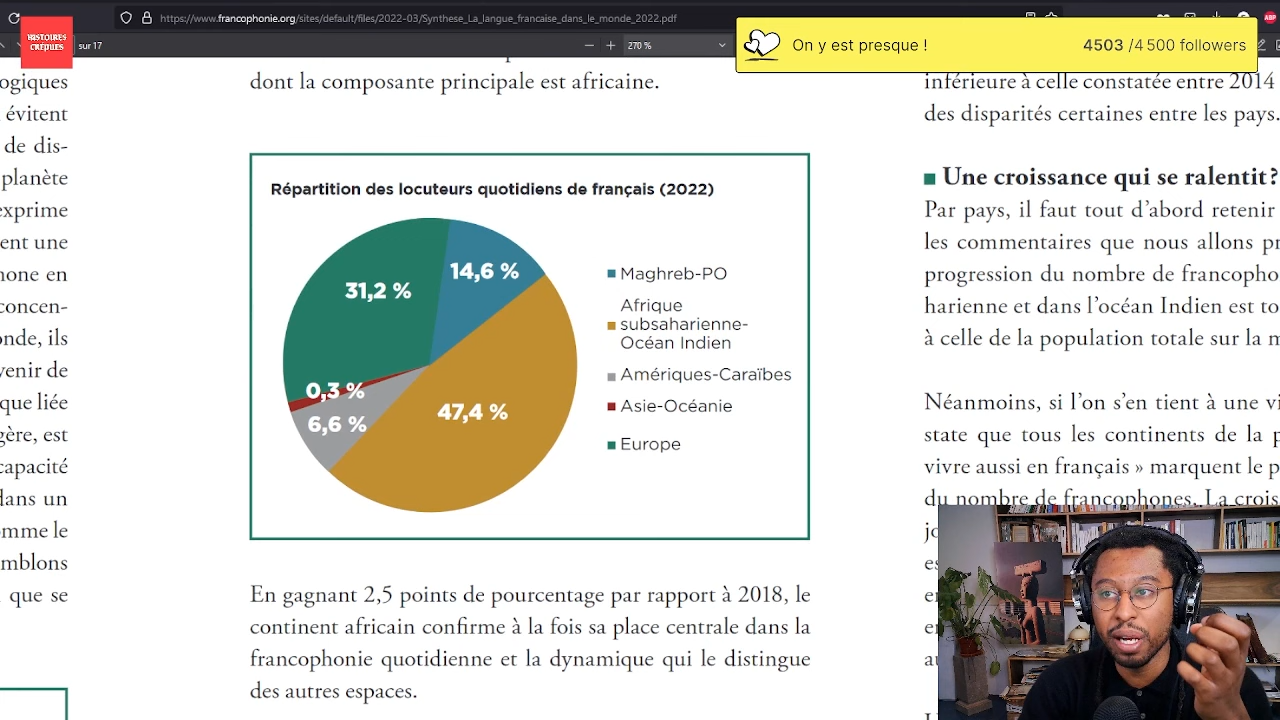 https://www.francophonie.org/sites/default/files/2022-03/Synthese_La_langue_francaise_dans_le_monde_2022.pdf
ABP
HISTOIRES
CRÉPUES
sur 17
270 %
On y est presque !
4503 /4 500 followers
ogiques
évitent
de dis-
planète
exprime
ent une
hone en
concen-
onde, ils
venir de
que liée
gère, est
capacité
dans un
omme le
mblons
que se
dont la composante principale est africaine.
Répartition des locuteurs quotidiens de français (2022)
31,2 %
14,6 %
0,3 %
6,6 %
47,4 %
Maghreb-PO
Afrique
subsaharienne-
Océan Indien
Amériques-Caraïbes
Asie-Océanie
Europe
En gagnant 2,5 points de pourcentage par rapport à 2018, le
continent africain confirme à la fois sa place centrale dans la
francophonie quotidienne et la dynamique qui le distingue
des autres espaces.
inférieure à celle constatée entre 2014
des disparités certaines entre les pays.
Une croissance qui se ralentit?
Par pays, il faut tout d'abord retenir
les commentaires que nous allons pr
progression du nombre de francopho
harienne et dans l'océan Indien est to
à celle de la population totale sur la m
Néanmoins, si l'on s'en tient à une vi
state que tous les continents de la p
vivre aussi en français » marquent le p
du nombre de francophones. La crois